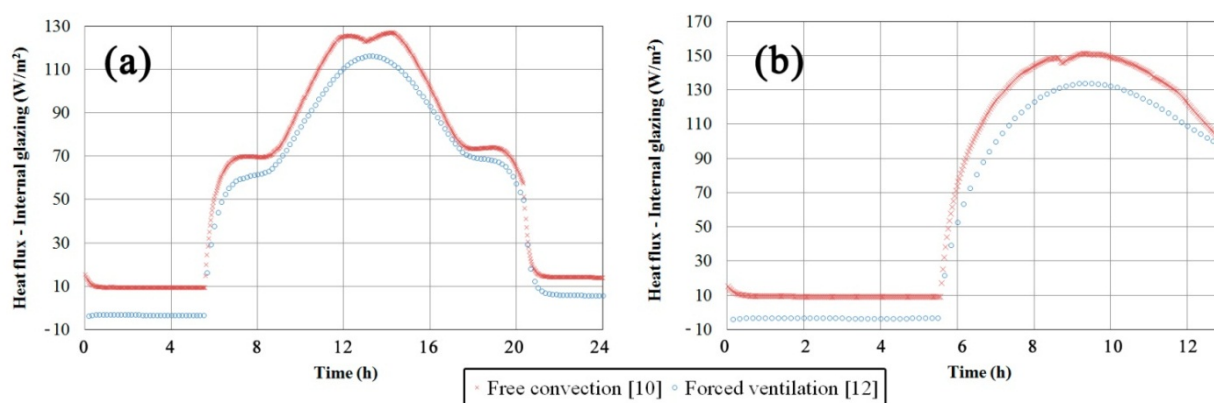 (a)
Heat flux - Internal glazing (W/m²)
130
110
90
70
50
30
10
- 10
0 4 8 12 16 20 24
Time (h)
(b)
Heat flux - Internal glazing (W/m²)
170
150
130
110
90
70
50
30
10
- 10
0 2 4 6 8 10 12
Time (h)
× Free convection [10] ○ Forced ventilation [12]